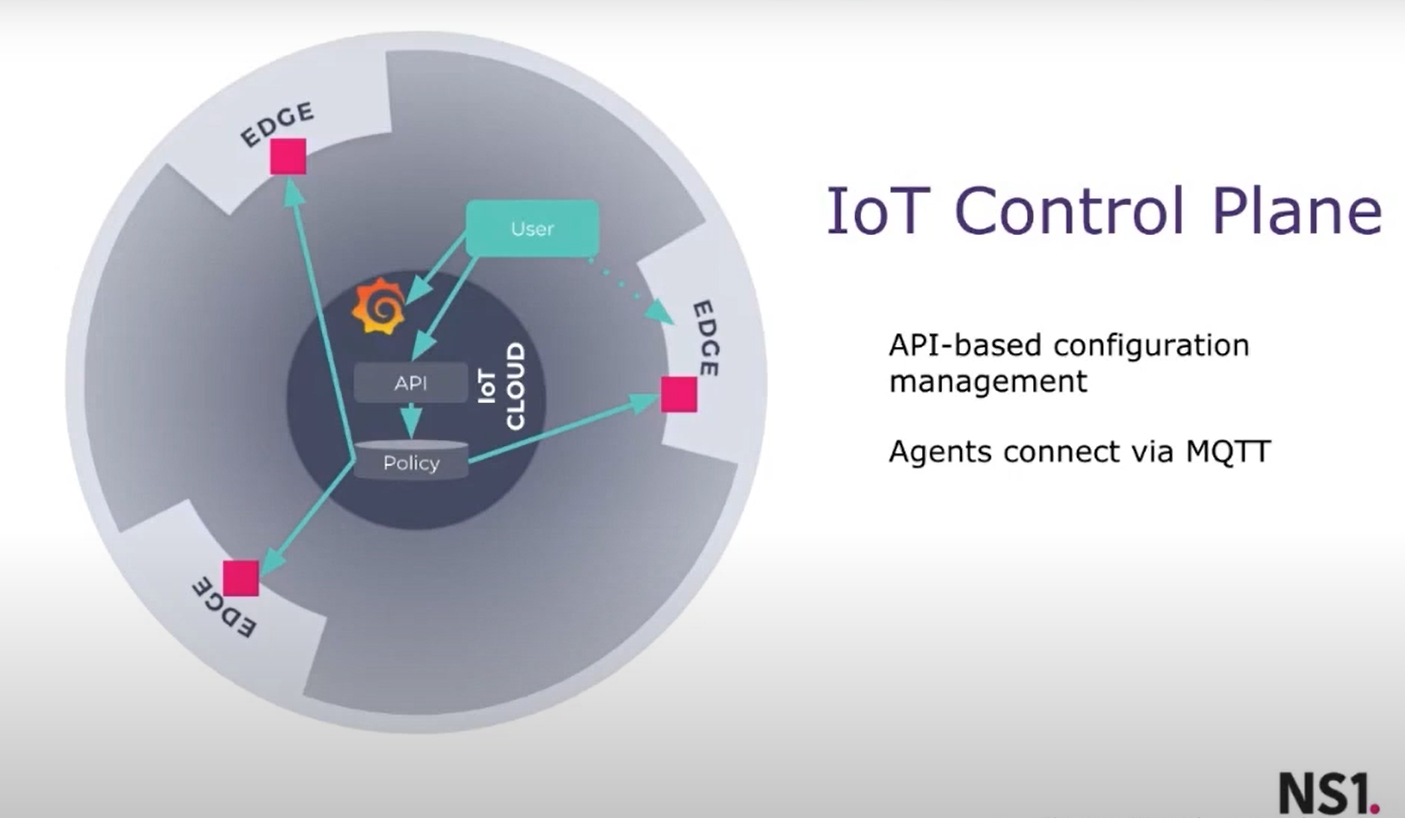 EDGE
User
EDGE
API
IoT
CLOUD
Policy
EDGE
IoT Control Plane
API-based configuration
management
Agents connect via MQTT
NS1.